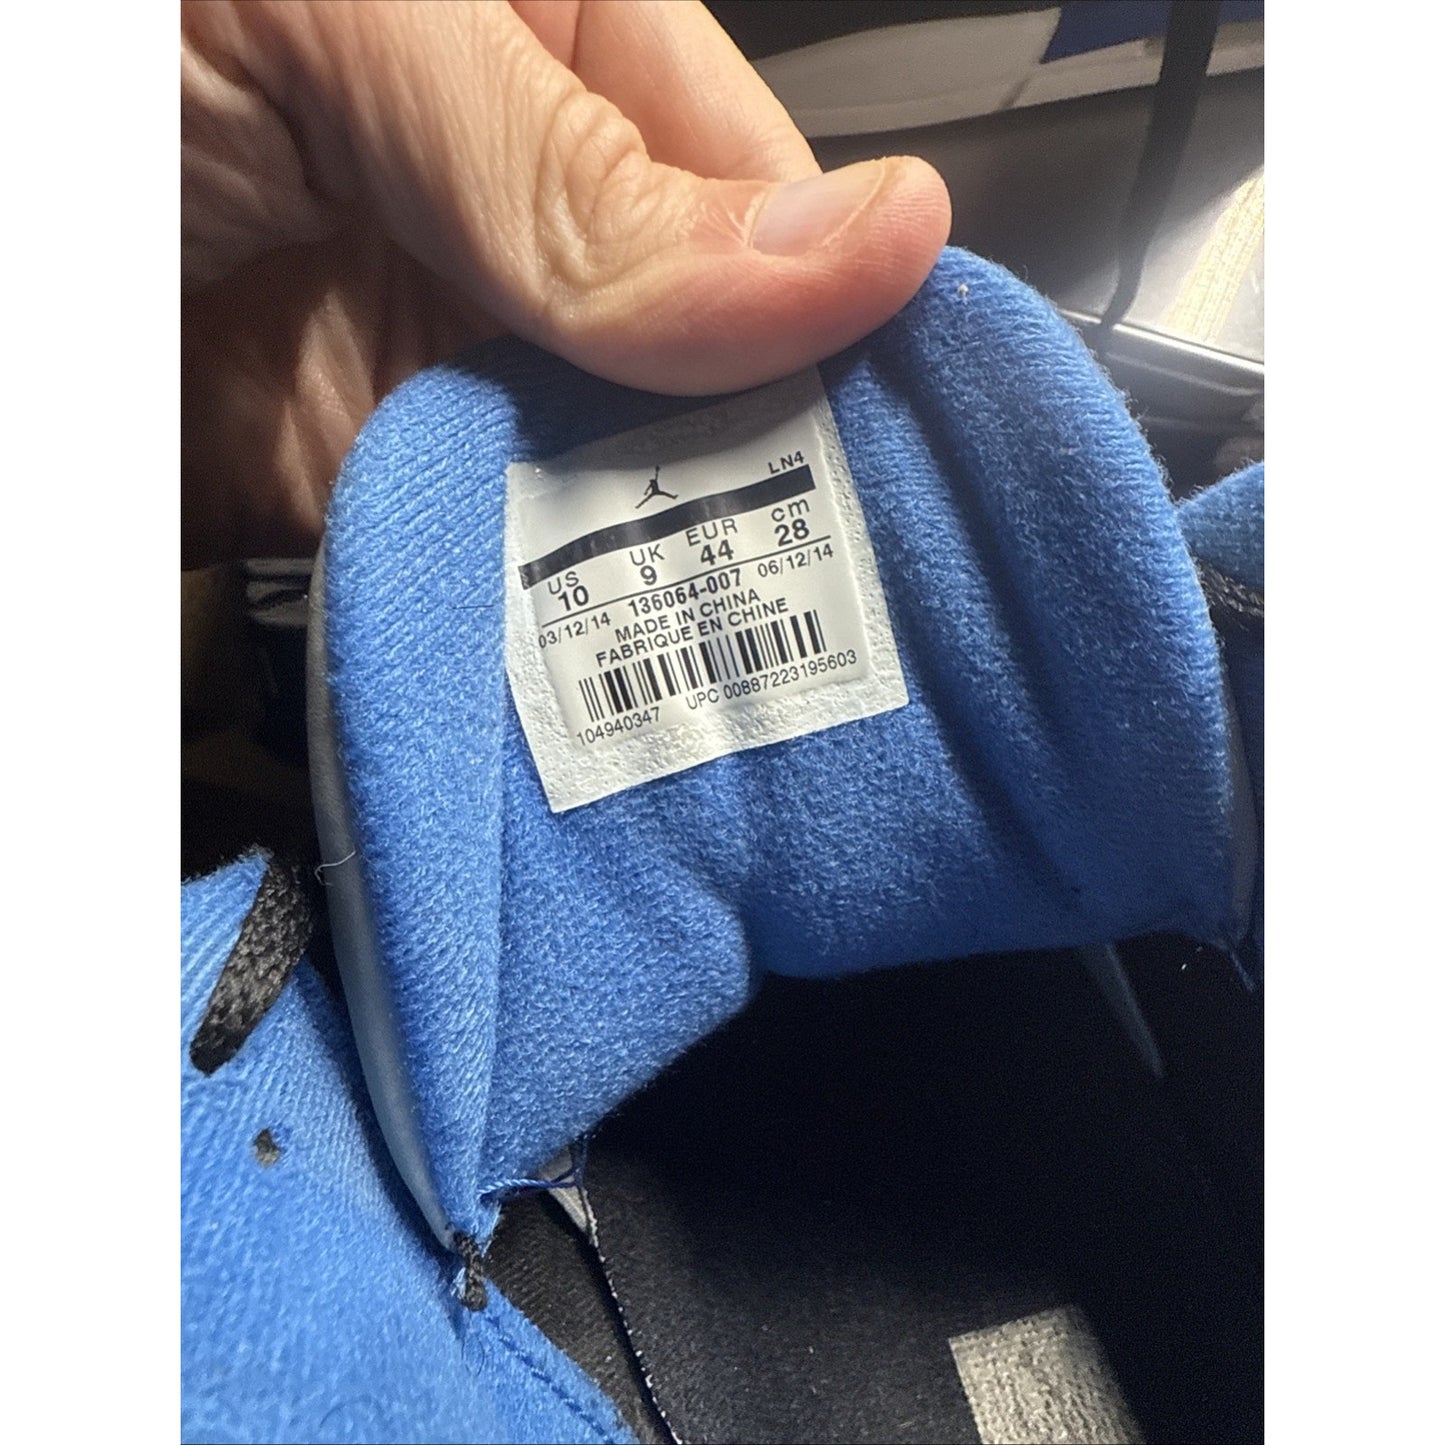 LN4
US UK EUR cm
10 9 44 28
03/12/14 136064-007 06/12/14
MADE IN CHINA
FABRIQUE EN CHINE
104940347 UPC 00887223195603